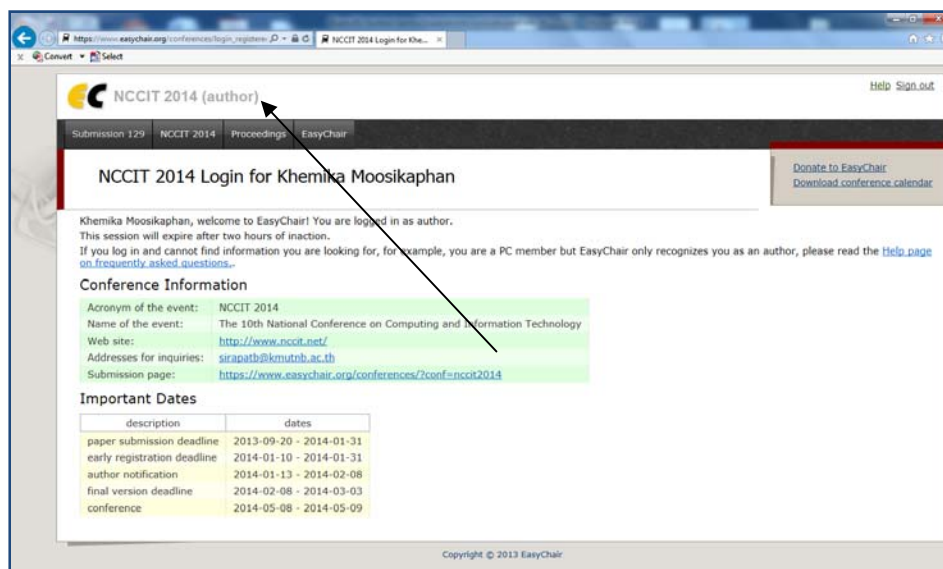 https://www.easychair.org/conferences/login_registered
NCCIT 2014 Login for Khe...
Convert
Select
NCCIT 2014 (author)
Help Sign out
Submission 129 NCCIT 2014 Proceedings EasyChair
NCCIT 2014 Login for Khemika Moosikaphan
Donate to EasyChair
Download conference calendar
Khemika Moosikaphan, welcome to EasyChair! You are logged in as author.
This session will expire after two hours of inaction.
If you log in and cannot find information you are looking for, for example, you are a PC member but EasyChair only recognizes you as an author, please read the Help page
on frequently asked questions..
Conference Information
Acronym of the event: NCCIT 2014
Name of the event: The 10th National Conference on Computing and Information Technology
Web site: http://www.nccit.net/
Addresses for inquiries: sirapatb@kmutnb.ac.th
Submission page: https://www.easychair.org/conferences/?conf=nccit2014
Important Dates
description dates
paper submission deadline 2013-09-20 - 2014-01-31
early registration deadline 2014-01-10 - 2014-01-31
author notification 2014-01-13 - 2014-02-08
final version deadline 2014-02-08 - 2014-03-03
conference 2014-05-08 - 2014-05-09
Copyright © 2013 EasyChair